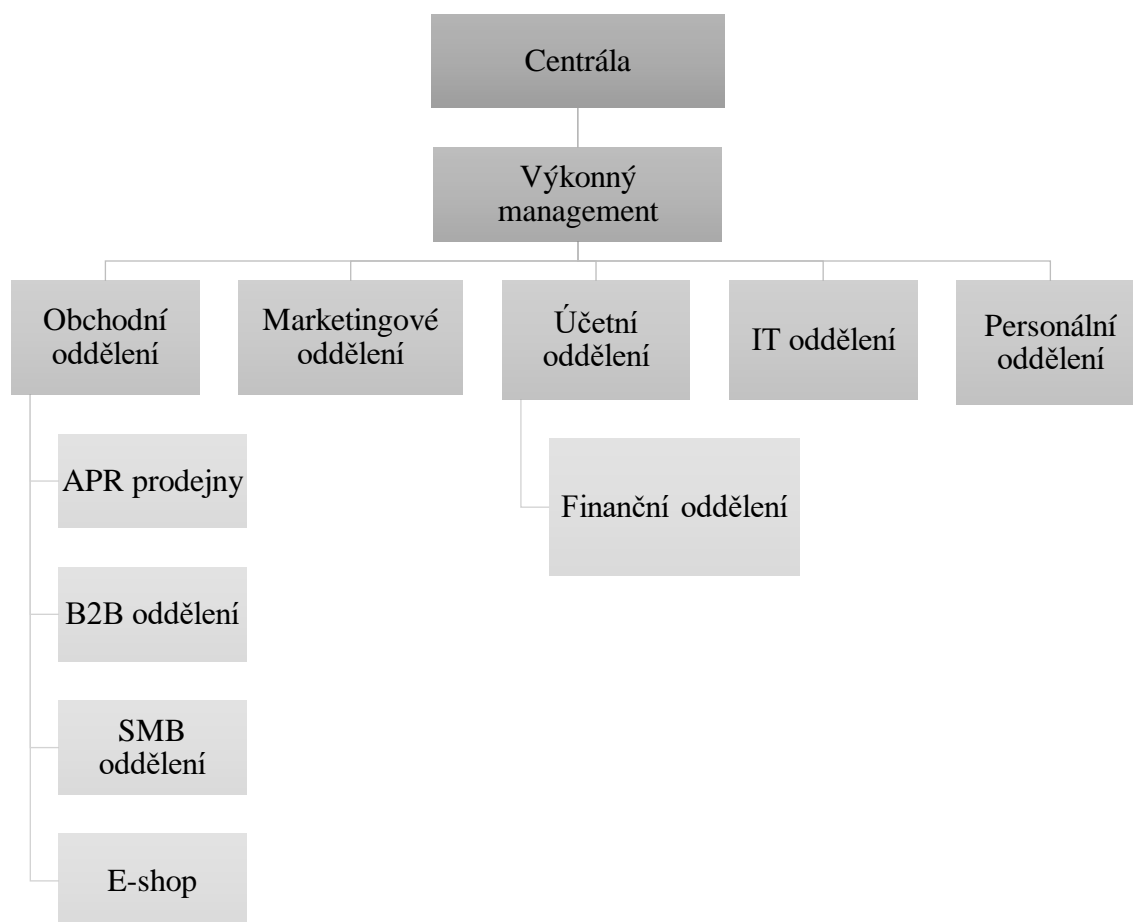 Centrála
Výkonný
management
Obchodní
oddělení
Marketingové
oddělení
Účetní
oddělení
IT oddělení
Personální
oddělení
APR prodejny
Finanční oddělení
B2B oddělení
SMB
oddělení
E-shop